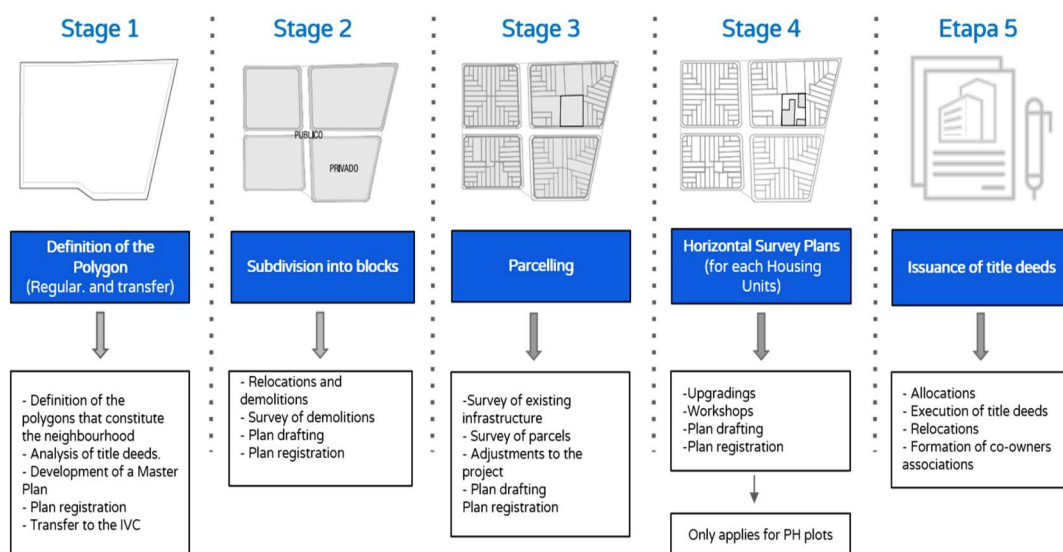 Stage 1
Stage 2
Stage 3
Stage 4
Etapa 5
PUBLICO
PRIVADO
Definition of the
Polygon
(Regular. and transfer)
Subdivision into blocks
Parcelling
Horizontal Survey Plans
(for each Housing
Units)
Issuance of title deeds
- Definition of the
polygons that constitute
the neighbourhood
- Analysis of title deeds.
- Development of a Master
Plan
- Plan registration
- Transfer to the IVC
- Relocations and
demolitions
- Survey of demolitions
- Plan drafting
- Plan registration
-Survey of existing
infrastructure
- Survey of parcels
- Adjustments to the
project
- Plan drafting
Plan registration
-Upgradings
-Workshops
-Plan drafting
-Plan registration
Only applies for PH plots
- Allocations
- Execution of title deeds
- Relocations
- Formation of co-owners
associations